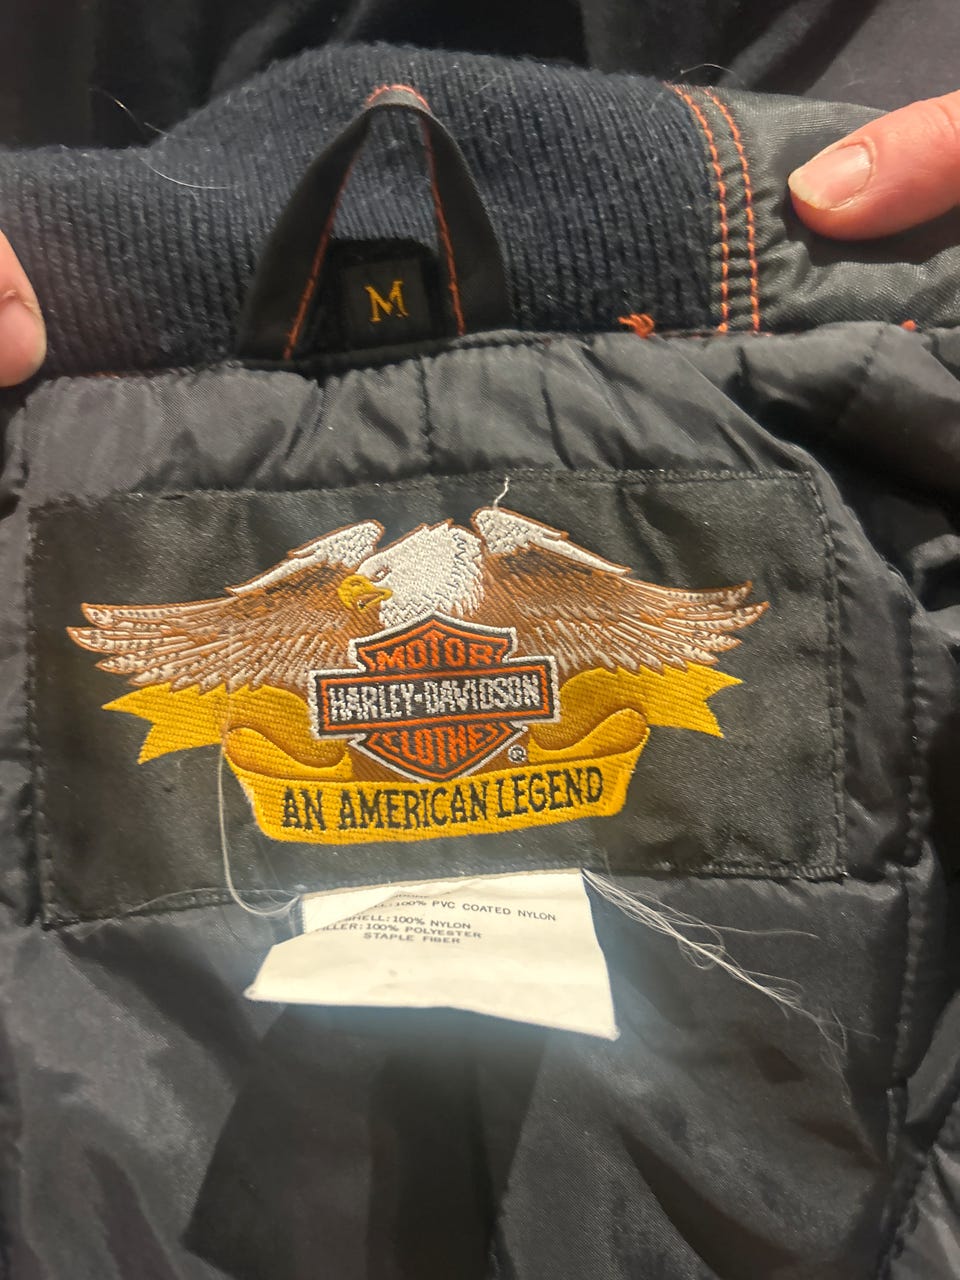 M
MOTOR
HARLEY-DAVIDSON
CLOTHES
®
AN AMERICAN LEGEND
100% PVC COATED NYLON
SHELL:100% NYLON
FILLER:100% POLYESTER
STAPLE FIBER